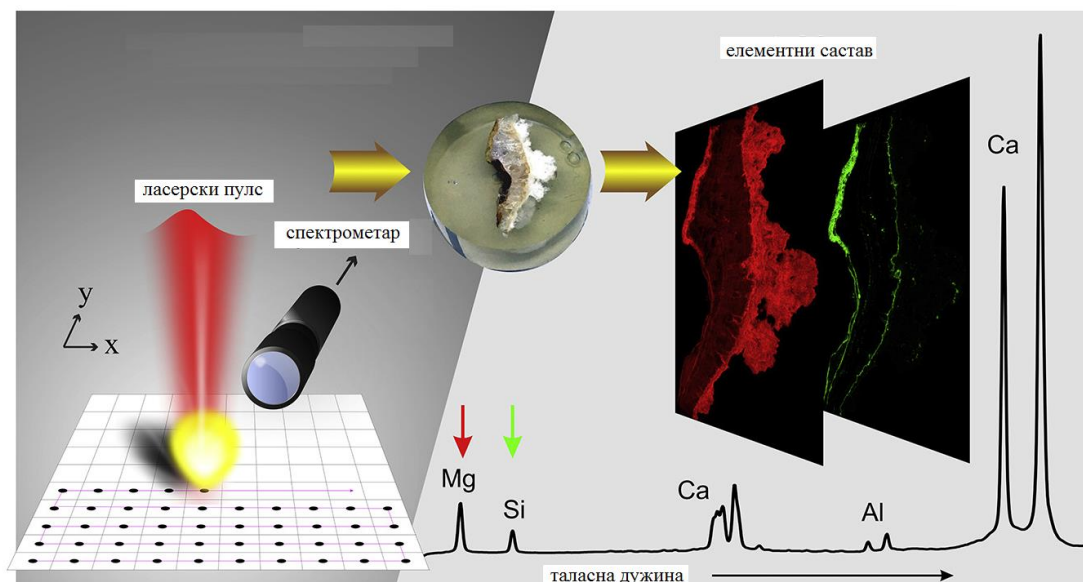 елементни састав
ласерски пулс
спектрометар
y
x
Ca
Mg
Si
Ca
Al
таласна дужина